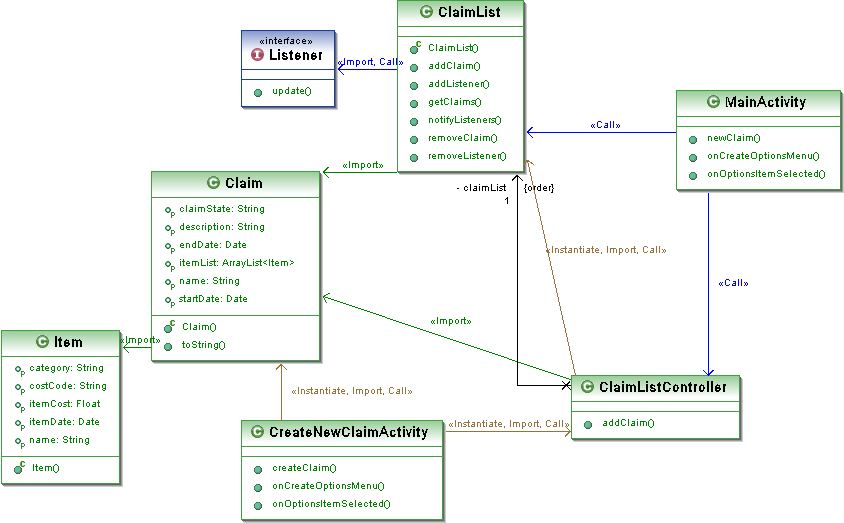 ClaimList
ClaimList()
addClaim()
addListener()
getClaims()
notifyListeners()
removeClaim()
removeListener()
«interface»
Listener
update()
«Import, Call»
MainActivity
newClaim()
onCreateOptionsMenu()
onOptionsItemSelected()
«Call»
«Import»
- claimList
{order}
1
Claim
claimState: String
description: String
endDate: Date
itemList: ArrayList<Item>
name: String
startDate: Date
Claim()
toString()
«Instantiate, Import, Call»
«Call»
«Import»
«Import»
Item
category: String
costCode: String
itemCost: Float
itemDate: Date
name: String
Item()
ClaimListController
addClaim()
«Instantiate, Import, Call»
CreateNewClaimActivity
createClaim()
onCreateOptionsMenu()
onOptionsItemSelected()
«Instantiate, Import, Call»